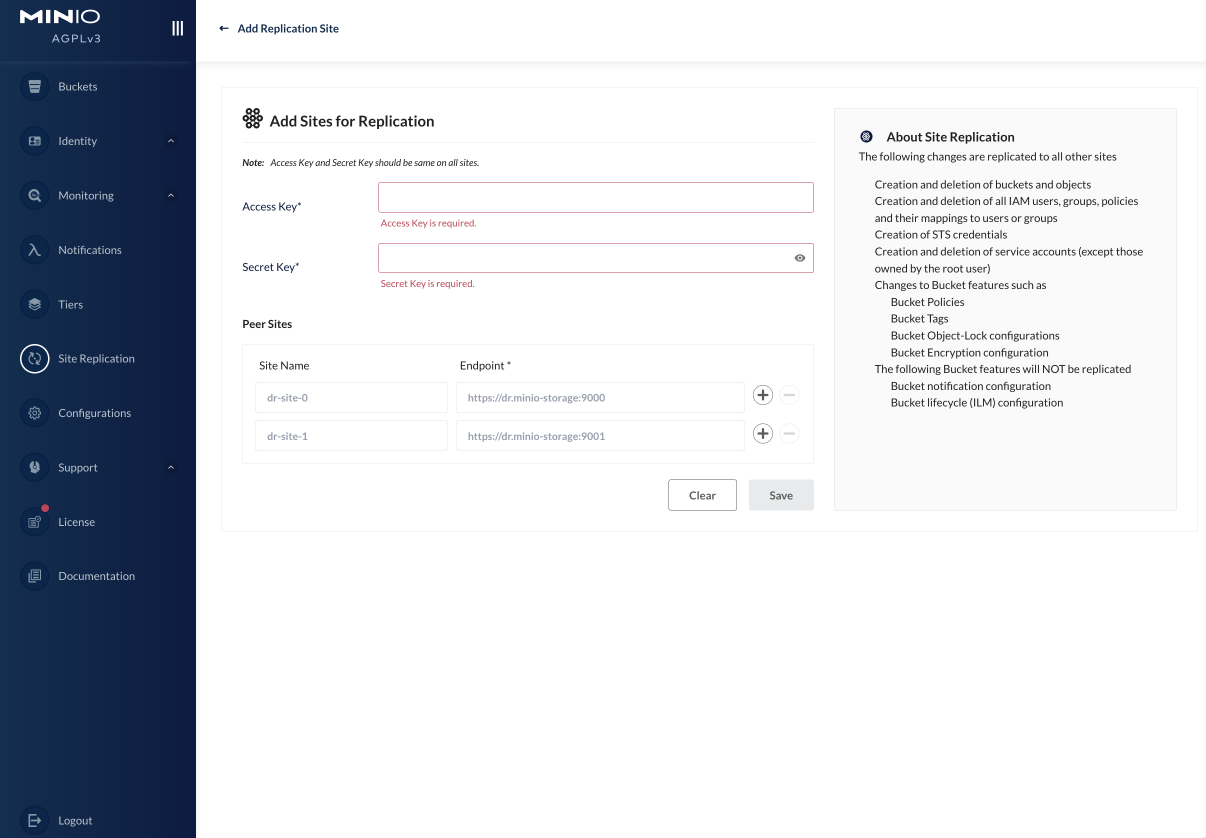 MINIO
AGPLv3
Buckets
Identity
Monitoring
Notifications
Tiers
Site Replication
Configurations
Support
License
Documentation
Logout
← Add Replication Site
Add Sites for Replication
Note: Access Key and Secret Key should be same on all sites.
Access Key*
Access Key is required.
Secret Key*
Secret Key is required.
Peer Sites
Site Name Endpoint *
dr-site-0 https://dr.minio-storage:9000
dr-site-1 https://dr.minio-storage:9001
Clear Save
About Site Replication
The following changes are replicated to all other sites
Creation and deletion of buckets and objects
Creation and deletion of all IAM users, groups, policies
and their mappings to users or groups
Creation of STS credentials
Creation and deletion of service accounts (except those
owned by the root user)
Changes to Bucket features such as
Bucket Policies
Bucket Tags
Bucket Object-Lock configurations
Bucket Encryption configuration
The following Bucket features will NOT be replicated
Bucket notification configuration
Bucket lifecycle (ILM) configuration